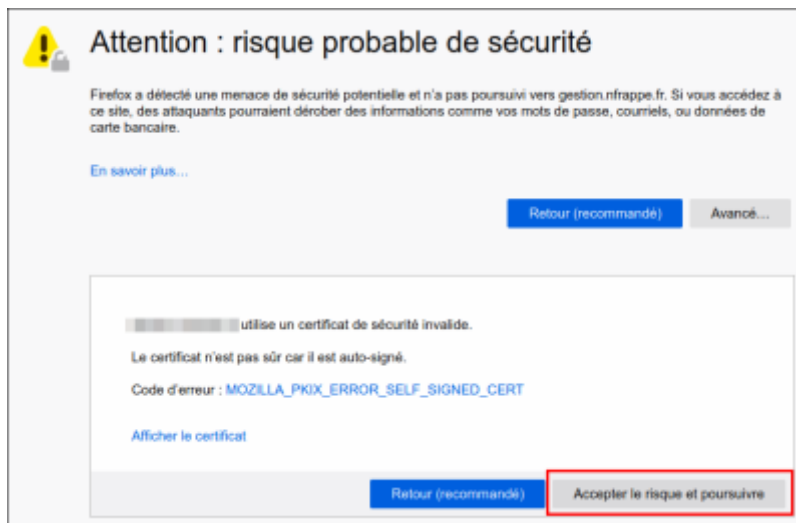 Attention : risque probable de sécurité
Firefox a détecté une menace de sécurité potentielle et n'a pas poursuivi vers gestion.nfrappe.fr. Si vous accédez à
ce site, des attaquants pourraient dérober des informations comme vos mots de passe, courriels, ou données de
carte bancaire.
En savoir plus…
Retour (recommandé) Avancé…
utilise un certificat de sécurité invalide.
Le certificat n'est pas sûr car il est auto-signé.
Code d'erreur : MOZILLA_PKIX_ERROR_SELF_SIGNED_CERT
Afficher le certificat
Retour (recommandé) Accepter le risque et poursuivre